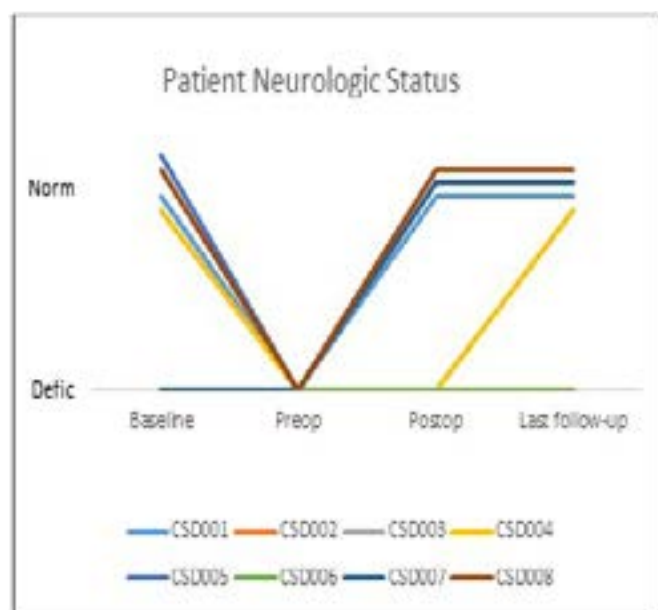 Patient Neurologic Status
Norm
Defic
Baseline Preop Postop Last follow-up
CSD001 CSD002 CSD003 CSD004
CSD005 CSD006 CSD007 CSD008